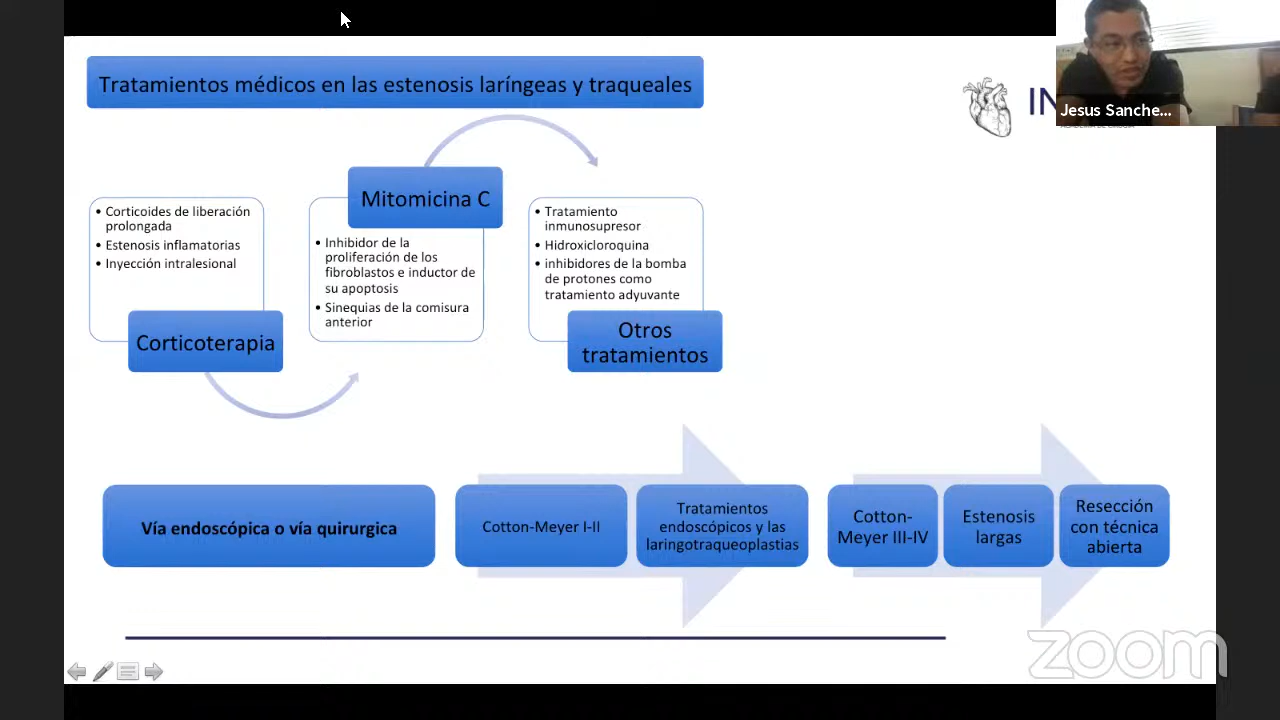 Tratamientos médicos en las estenosis laríngeas y traqueales
IN
Jesus Sanche...
Corticoides de liberación
prolongada
Estenosis inflamatorias
Inyección intralesional
Corticoterapia
Mitomicina C
Inhibidor de la
proliferación de los
fibroblastos e inductor de
su apoptosis
Sinequias de la comisura
anterior
Tratamiento
inmunosupresor
Hidroxicloroquina
inhibidores de la bomba
de protones como
tratamiento adyuvante
Otros
tratamientos
Vía endoscópica o vía quirurgica
Cotton-Meyer I-II
Tratamientos
endoscópicos y las
laringotraqueoplastias
Cotton-
Meyer III-IV
Estenosis
largas
Resección
con técnica
abierta
zoom